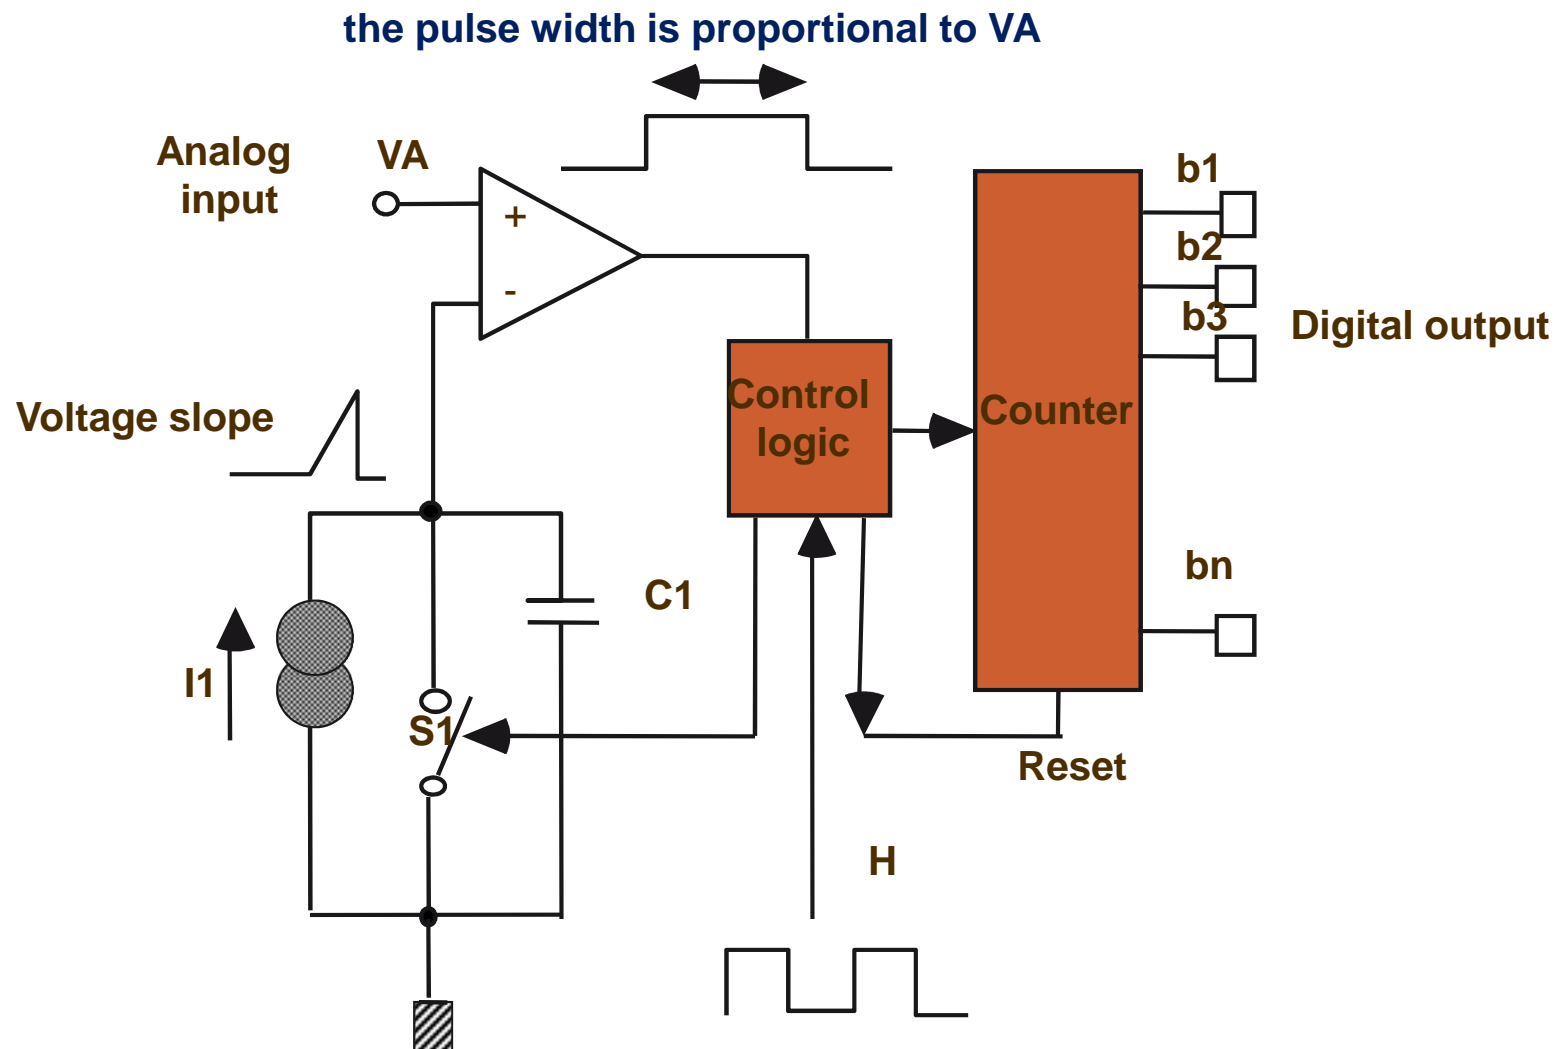 the pulse width is proportional to VA
Analog
input
VA
+
-
b1
b2
b3
Digital output
Control
logic
Counter
Voltage slope
bn
C1
I1
S1
Reset
H